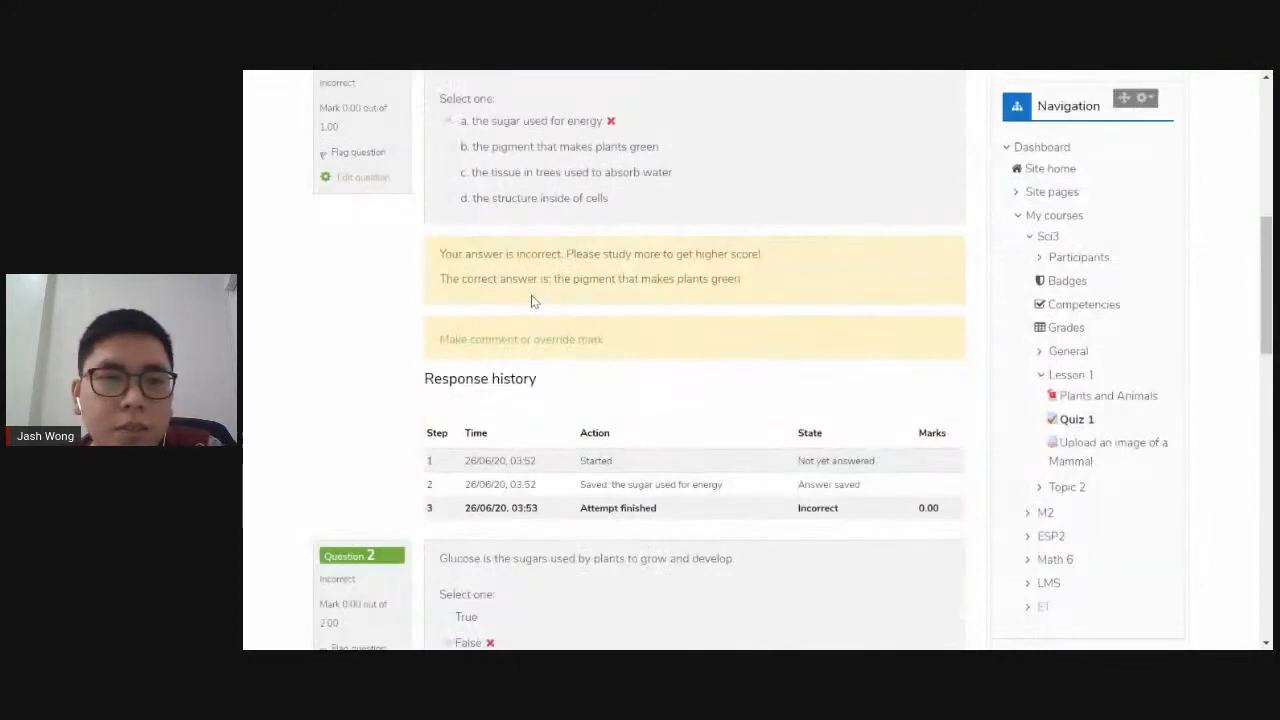 Incorrect
Mark 0.00 out of
1.00
Flag question
Edit question
Select one:
a. the sugar used for energy
b. the pigment that makes plants green
c. the tissue in trees used to absorb water
d. the structure inside of cells
Your answer is incorrect. Please study more to get higher score!
The correct answer is: the pigment that makes plants green
Make comment or override mark
Response history
Step Time Action State Marks
1 26/06/20, 03:52 Started Not yet answered
2 26/06/20, 03:52 Saved: the sugar used for energy Answer saved
3 26/06/20, 03:53 Attempt finished Incorrect 0.00
Question 2
Incorrect
Mark 0.00 out of
2.00
Flag question
Glucose is the sugars used by plants to grow and develop.
Select one:
True
False
Navigation
Dashboard
Site home
Site pages
My courses
Sci3
Participants
Badges
Competencies
Grades
General
Lesson 1
Plants and Animals
Quiz 1
Upload an image of a
Mammal
Topic 2
M2
ESP2
Math 6
LMS
ET
Jash Wong